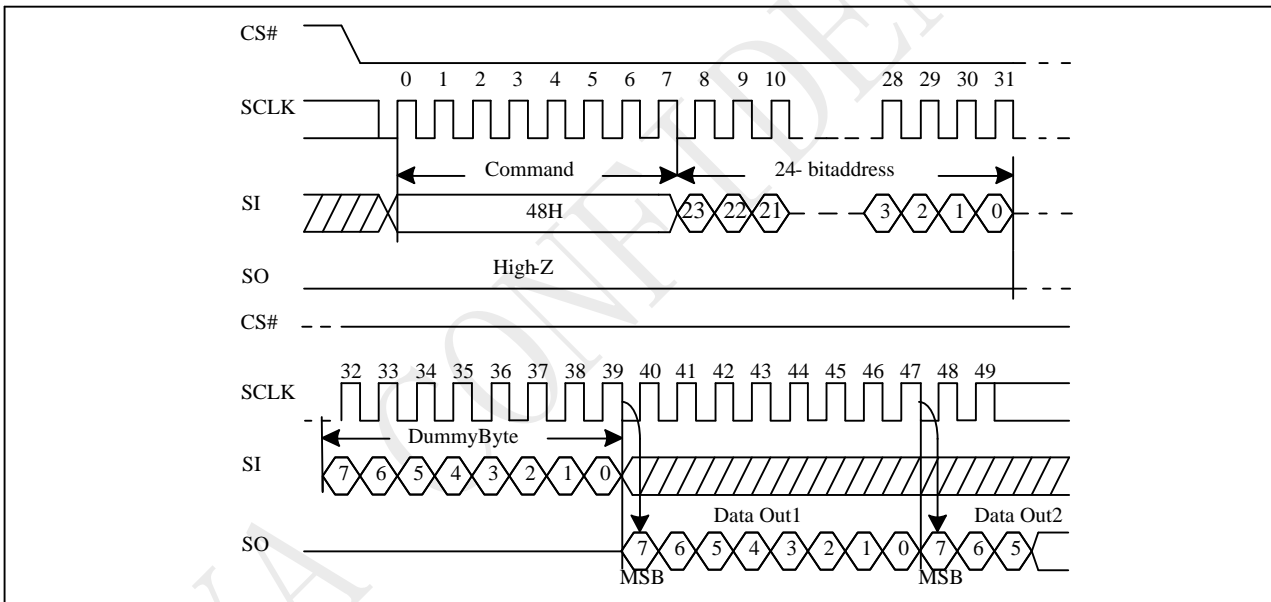 CS#
0 1 2 3 4 5 6 7 8 9 10 28 29 30 31
SCLK
Command 24- bitaddress
SI 48H 23 22 21 3 2 1 0
High-Z
SO
CS#
32 33 34 35 36 37 38 39 40 41 42 43 44 45 46 47 48 49
SCLK
DummyByte
SI 7 6 5 4 3 2 1 0
Data Out1 Data Out2
SO 7 6 5 4 3 2 1 0 7 6 5
MSB MSB